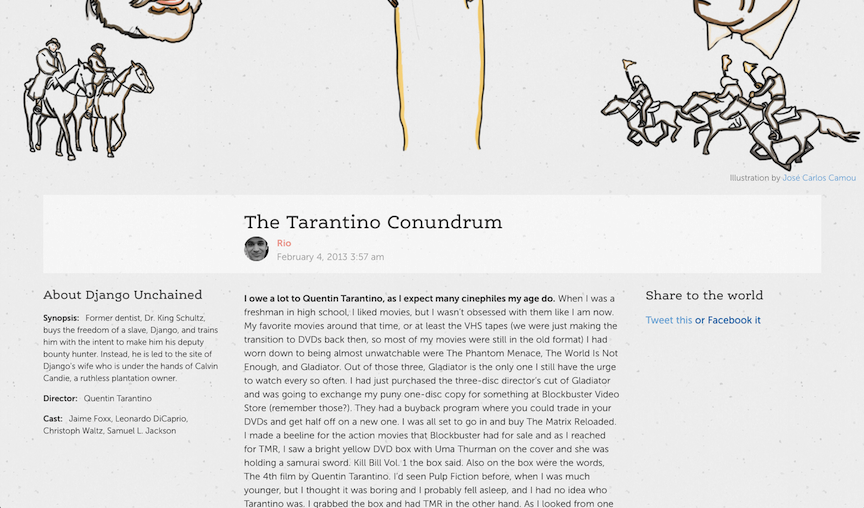 Illustration by José Carlos Camou
The Tarantino Conundrum
Rio
February 4, 2013 3:57 am
About Django Unchained
Synopsis: Former dentist, Dr. King Schultz,
buys the freedom of a slave, Django, and trains
him with the intent to make him his deputy
bounty hunter. Instead, he is led to the site of
Django's wife who is under the hands of Calvin
Candie, a ruthless plantation owner.
Director: Quentin Tarantino
Cast: Jaime Foxx, Leonardo DiCaprio,
Christoph Waltz, Samuel L. Jackson
I owe a lot to Quentin Tarantino, as I expect many cinephiles my age do. When I was a
freshman in high school, I liked movies, but I wasn't obsessed with them like I am now.
My favorite movies around that time, or at least the VHS tapes (we were just making the
transition to DVDs back then, so most of my movies were still in the old format) I had
worn down to being almost unwatchable were The Phantom Menace, The World Is Not
Enough, and Gladiator. Out of those three, Gladiator is the only one I still have the urge
to watch every so often. I had just purchased the three-disc director's cut of Gladiator
and was going to exchange my puny one-disc copy for something at Blockbuster Video
Store (remember those?). They had a buyback program where you could trade in your
DVDs and get half off on a new one. I was all set to go in and buy The Matrix Reloaded.
I made a beeline for the action movies that Blockbuster had for sale and as I reached
for TMR, I saw a bright yellow DVD box with Uma Thurman on the cover and she was
holding a samurai sword. Kill Bill Vol. 1 the box said. Also on the box were the words,
The 4th film by Quentin Tarantino. I'd seen Pulp Fiction before, when I was much
younger, but I thought it was boring and I probably fell asleep, and I had no idea who
Tarantino was. I grabbed the box and had TMR in the other hand. As I looked from one
Share to the world
Tweet this or Facebook it